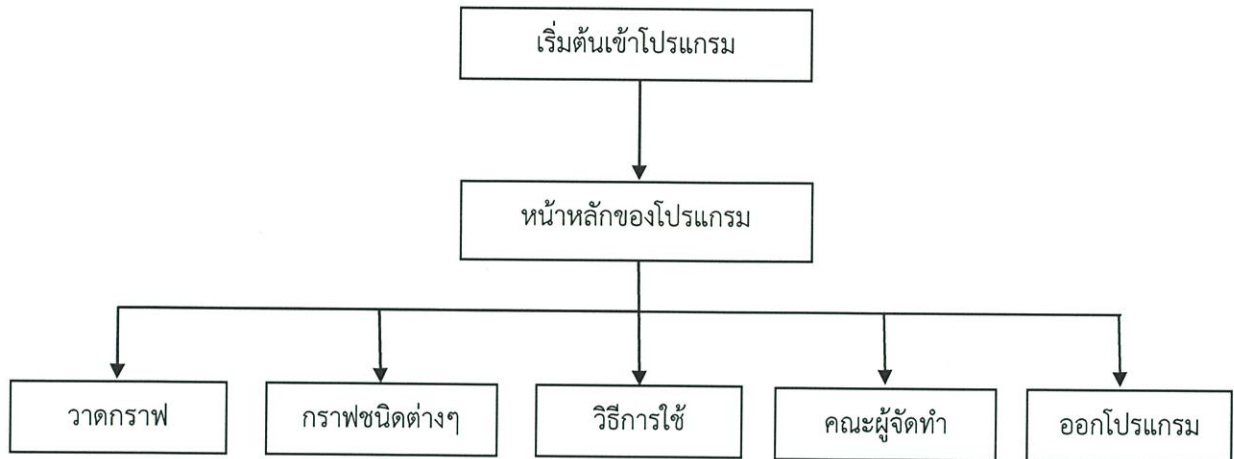 เริ่มต้นเข้าโปรแกรม
หน้าหลักของโปรแกรม
วาดกราฟ
กราฟชนิดต่างๆ
วิธีการใช้
คณะผู้จัดทำ
ออกโปรแกรม